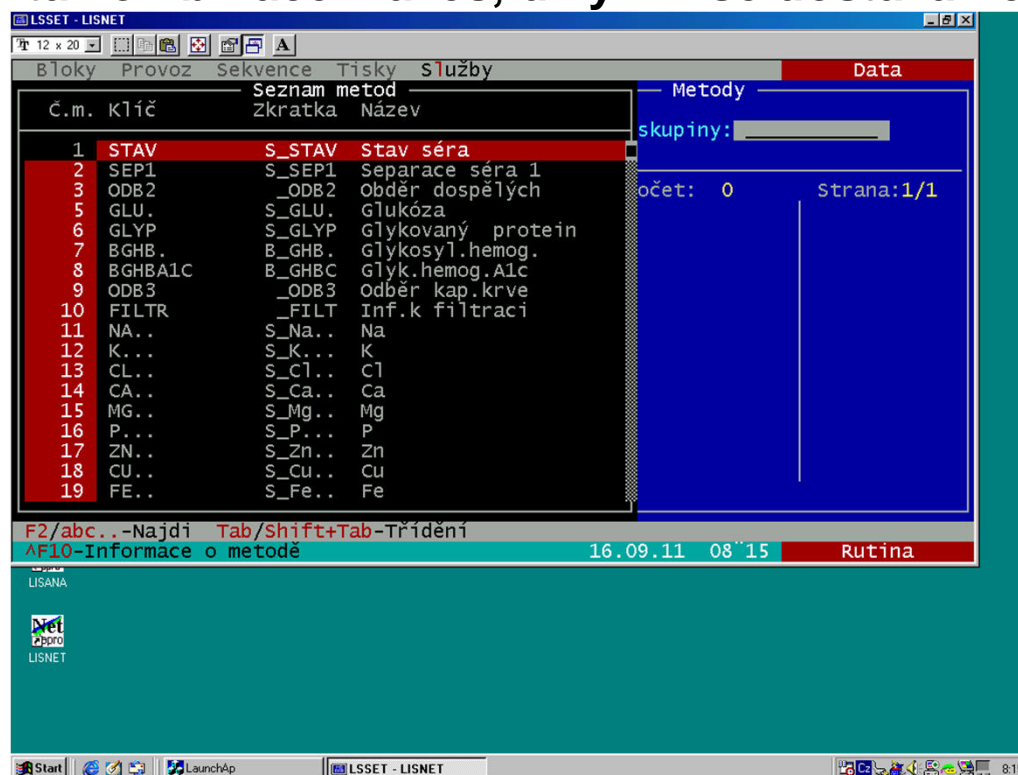 LSSET - LISNET
12 x 20
Bloky Provoz Sekvence Tisky Služby Data
Seznam metod
Metody
Č.m. Klíč Zkratka Název
skupiny:
1 STAV S_STAV Stav séra
2 SEP1 S_SEP1 Separace séra 1
3 ODB2 _ODB2 Obděr dospělých
očet: 0 Strana:1/1
5 GLU. S_GLU. Glukóza
6 GLYP S_GLYP Glykovaný protein
7 BGHB. B_GHB. Glykosyl.hemog.
8 BGHBA1C B_GHBC Glyk.hemog.A1c
9 ODB3 _ODB3 Odběr kap.krve
10 FILTR _FILT Inf.k filtraci
11 NA.. S_Na.. Na
12 K... S_K... K
13 CL.. S_Cl.. Cl
14 CA.. S_Ca.. Ca
15 MG.. S_Mg.. Mg
16 P... S_P... P
17 ZN.. S_Zn.. Zn
18 CU.. S_Cu.. Cu
19 FE.. S_Fe.. Fe
F2/abc..-Najdi Tab/Shift+Tab-Třídění
^F10-Informace o metodě 16.09.11 08¨15 Rutina
LISANA
Net
LISNET
Start LaunchAp LSSET - LISNET Cz 8:1